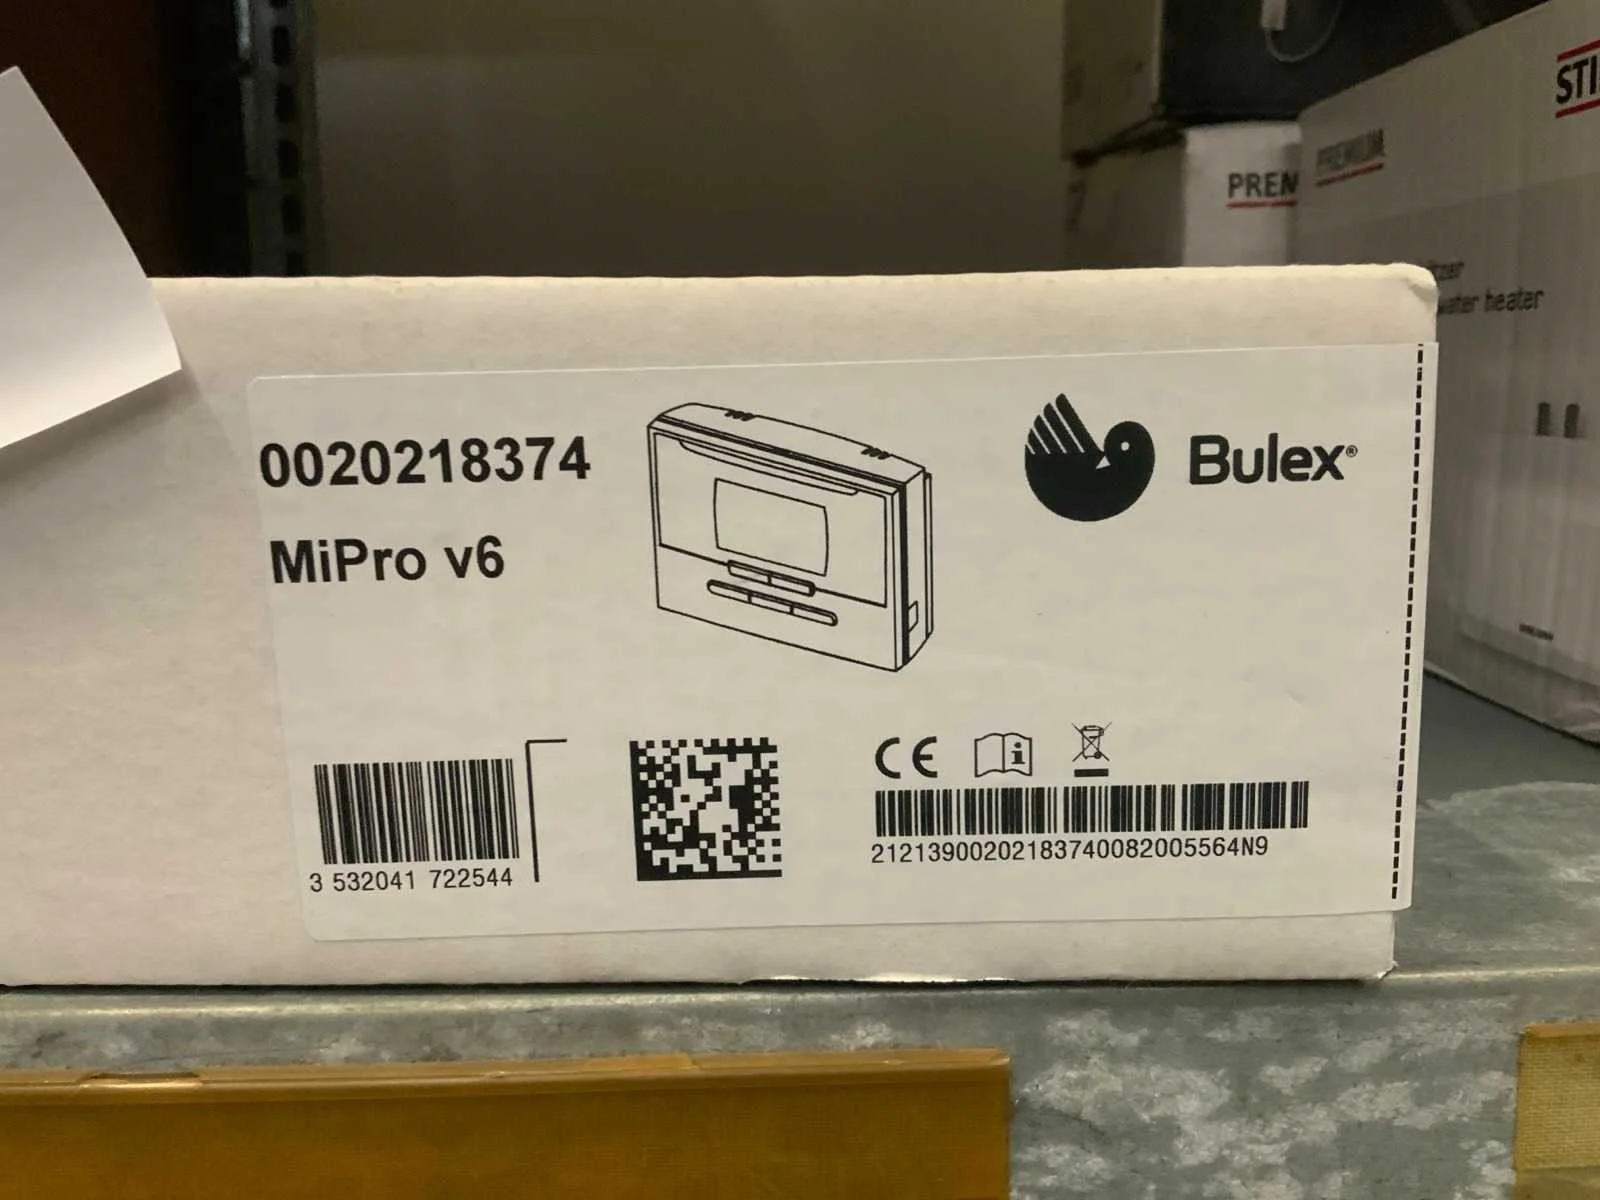 0020218374
MiPro v6
Bulex®
CE
3 532041 722544
21213900202183740082005564N9
PREMIUM
water heater